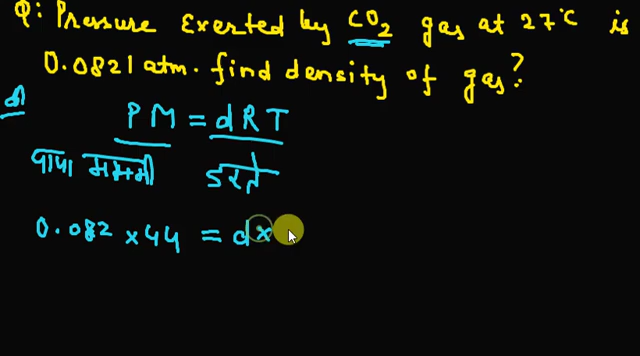 Q: Pressure Exerted by CO2 gas at 27°C is
0.0821 atm. find density of gas?
PM = dRT
पापा मम्मी डरते
0.082 × 44 = d×